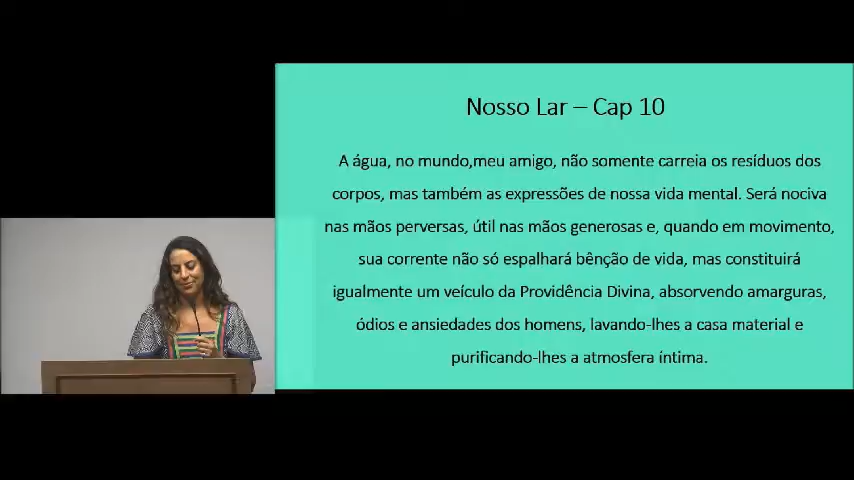 Nosso Lar – Cap 10
A água, no mundo,meu amigo, não somente carreia os resíduos dos
corpos, mas também as expressões de nossa vida mental. Será nociva
nas mãos perversas, útil nas mãos generosas e, quando em movimento,
sua corrente não só espalhará bênção de vida, mas constituirá
igualmente um veículo da Providência Divina, absorvendo amarguras,
ódios e ansiedades dos homens, lavando-lhes a casa material e
purificando-lhes a atmosfera íntima.